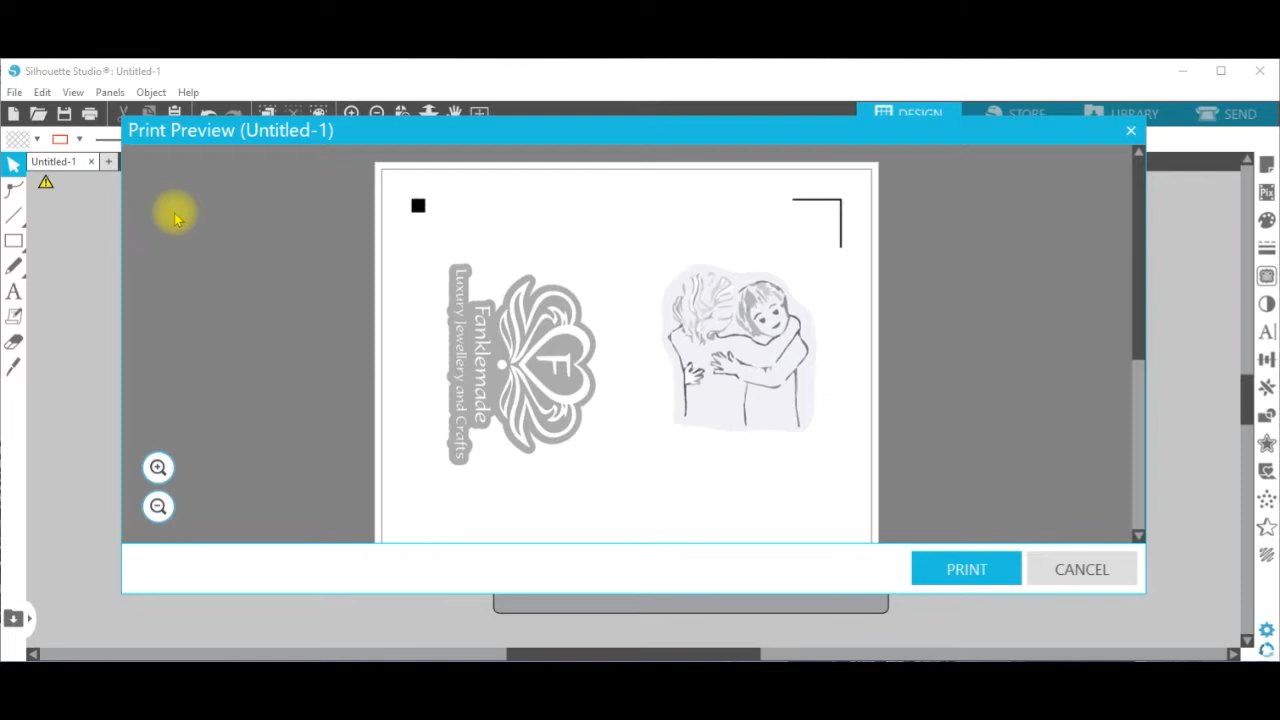 Silhouette Studio®: Untitled-1
File Edit View Panels Object Help
DESIGN STORE LIBRARY SEND
Print Preview (Untitled-1)
Untitled-1
Pix
Fanklemade
Luxury Jewellery and Crafts
F
PRINT CANCEL